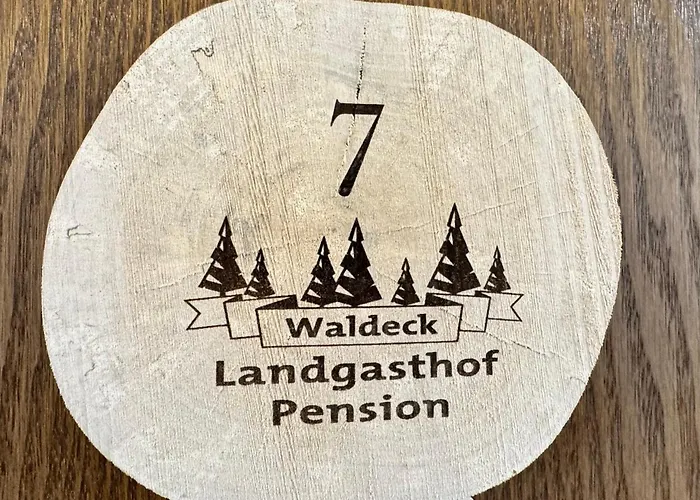 7
Waldeck
Landgasthof
Pension